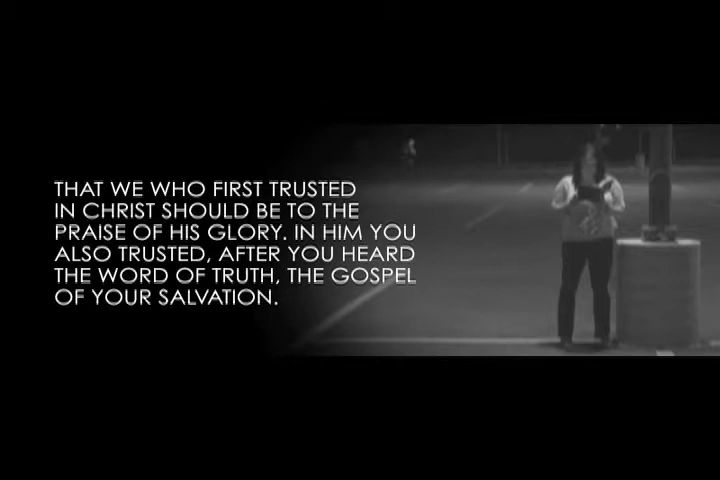 THAT WE WHO FIRST TRUSTED
IN CHRIST SHOULD BE TO THE
PRAISE OF HIS GLORY. IN HIM YOU
ALSO TRUSTED, AFTER YOU HEARD
THE WORD OF TRUTH, THE GOSPEL
OF YOUR SALVATION.